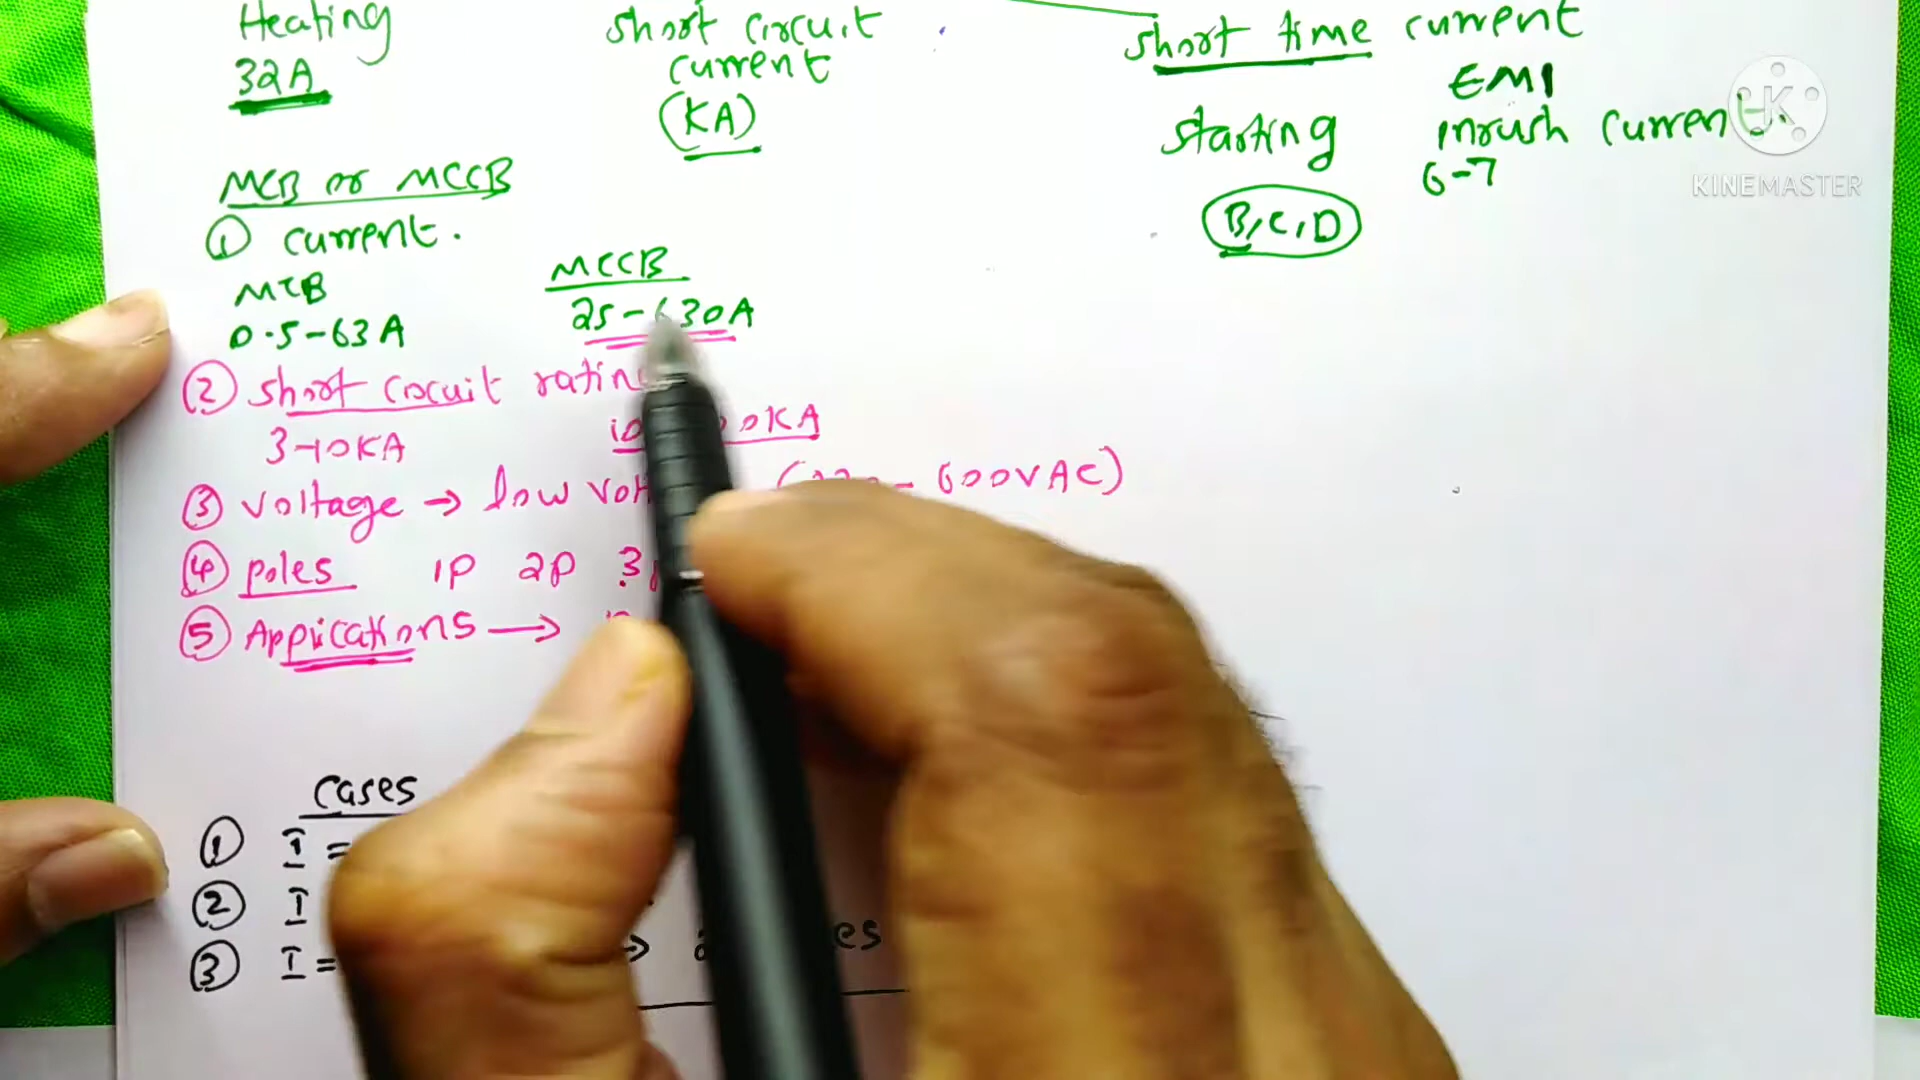 Heating
32A
short circuit
current
(KA)
short time current
EMI
starting inrush current.
6-7
B, C, D
KINEMASTER
MCB or MCCB
① current.
MCB
0.5-63A
MCCB
25-630A
② short circuit
3-10KA
③ voltage → low 600VAC)
④ poles 1P 2P
⑤ Applications →
cases
① I =
② I
③ I =